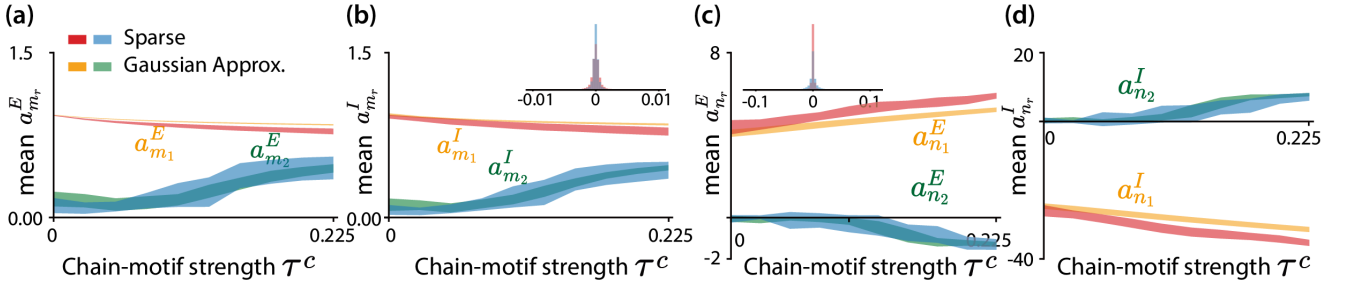 (a)
1.5
Sparse
Gaussian Approx.
mean a^E_{m_r}
a^E_{m_1}
a^E_{m_2}
0.00
0
0.225
Chain-motif strength τ^c
(b)
1.5
-0.01
0
0.01
mean a^I_{m_r}
a^I_{m_1}
a^I_{m_2}
0.00
0
0.225
Chain-motif strength τ^c
(c)
8
-0.1
0
0.1
mean a^E_{n_r}
a^E_{n_1}
a^E_{n_2}
0
0.225
-2
Chain-motif strength τ^c
(d)
20
a^I_{n_2}
0
0.225
mean a^I_{n_r}
a^I_{n_1}
-40
Chain-motif strength τ^c